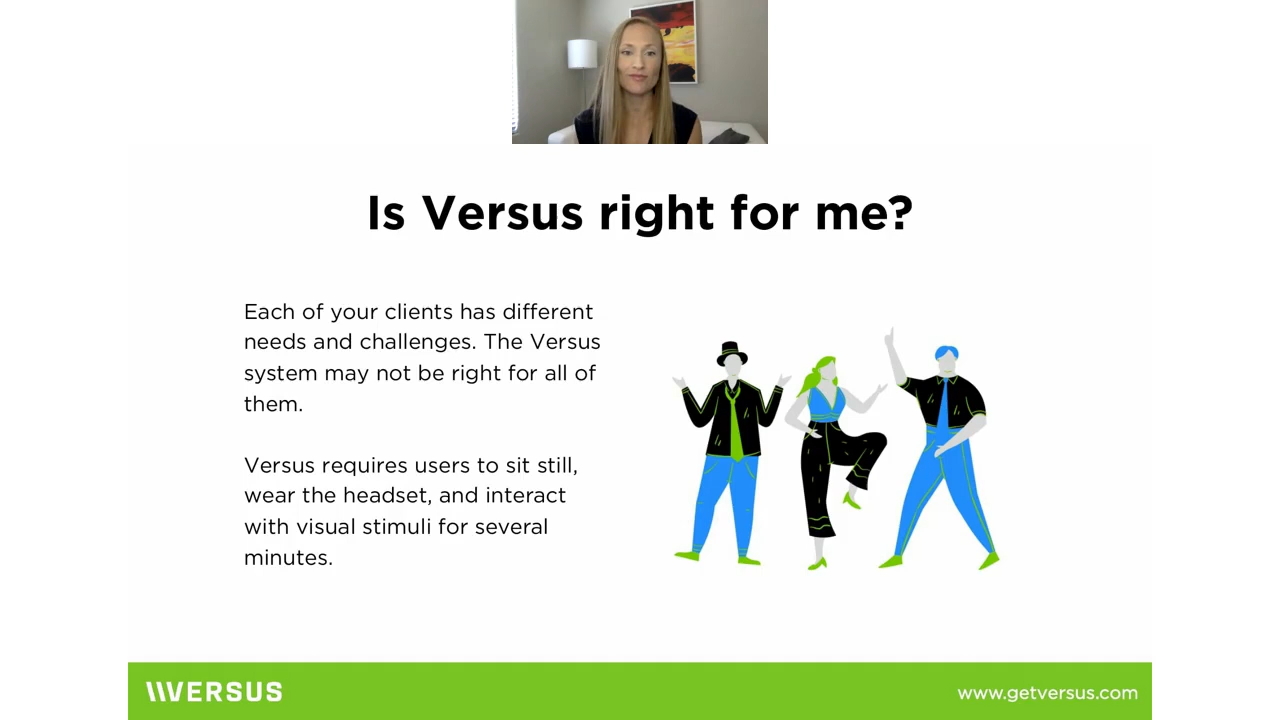 Is Versus right for me?
Each of your clients has different
needs and challenges. The Versus
system may not be right for all of
them.
Versus requires users to sit still,
wear the headset, and interact
with visual stimuli for several
minutes.
VERSUS
www.getversus.com